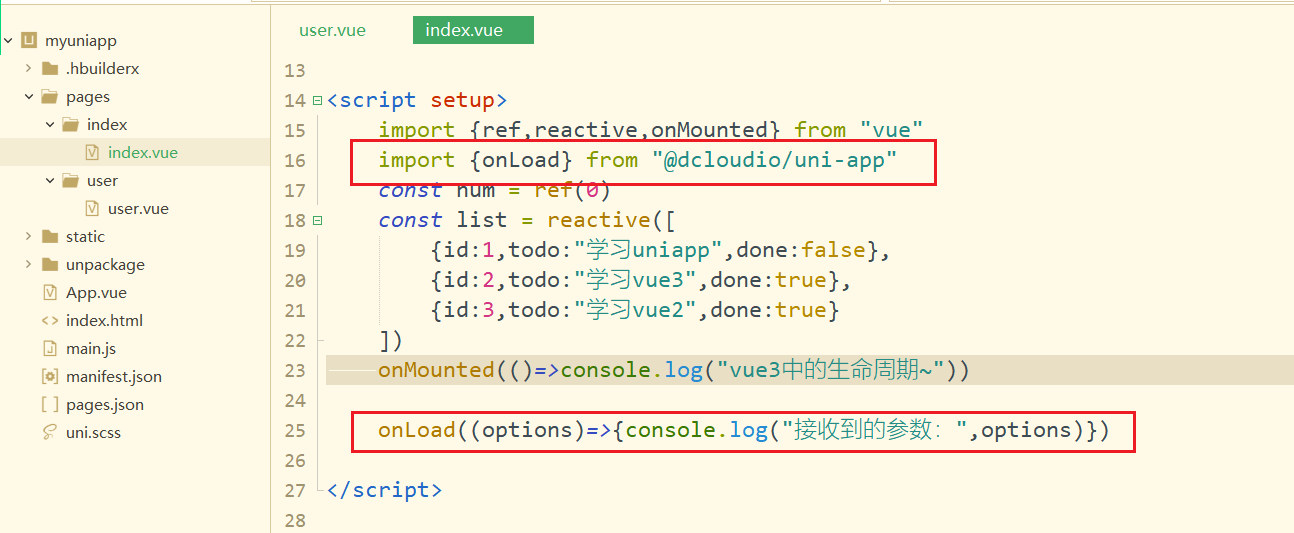 myuniapp
.hbuilderx
pages
index
index.vue
user
user.vue
static
unpackage
App.vue
index.html
main.js
manifest.json
pages.json
uni.scss
user.vue
index.vue
13
14 <script setup>
15 import {ref,reactive,onMounted} from "vue"
16 import {onLoad} from "@dcloudio/uni-app"
17 const num = ref(0)
18 const list = reactive([
19 {id:1,todo:"学习uniapp",done:false},
20 {id:2,todo:"学习vue3",done:true},
21 {id:3,todo:"学习vue2",done:true}
22 ])
23 onMounted(()=>console.log("vue3中的生命周期~"))
24
25 onLoad((options)=>{console.log("接收到的参数：",options)})
26
27 </script>
28